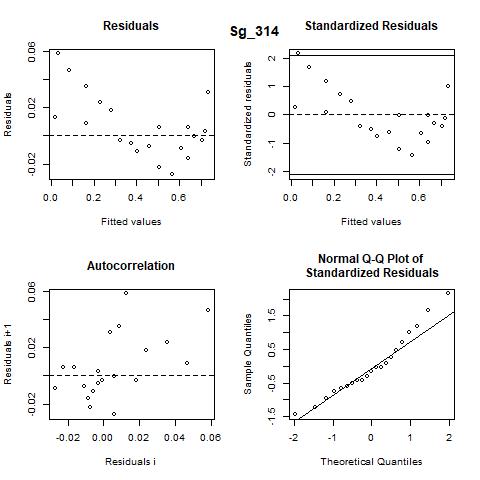 Sg_314
Residuals
Residuals
-0.02 0.02 0.06
0.0 0.2 0.4 0.6
Fitted values
Standardized Residuals
Standardized residuals
-2 -1 0 1 2
0.0 0.2 0.4 0.6
Fitted values
Autocorrelation
Residuals i+1
-0.02 0.02 0.06
-0.02 0.00 0.02 0.04 0.06
Residuals i
Normal Q-Q Plot of
Standardized Residuals
Sample Quantiles
-1.5 -0.5 0.5 1.5
-2 -1 0 1 2
Theoretical Quantiles